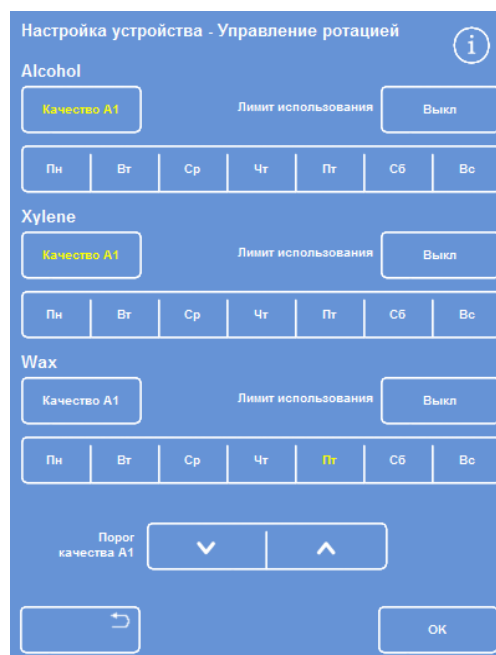 Настройка устройства - Управление ротацией
i
Alcohol
Качество A1 Лимит использования Выкл
Пн Вт Ср Чт Пт Сб Вс
Xylene
Качество A1 Лимит использования Выкл
Пн Вт Ср Чт Пт Сб Вс
Wax
Качество A1 Лимит использования Выкл
Пн Вт Ср Чт Пт Сб Вс
Порог
качества A1
OK